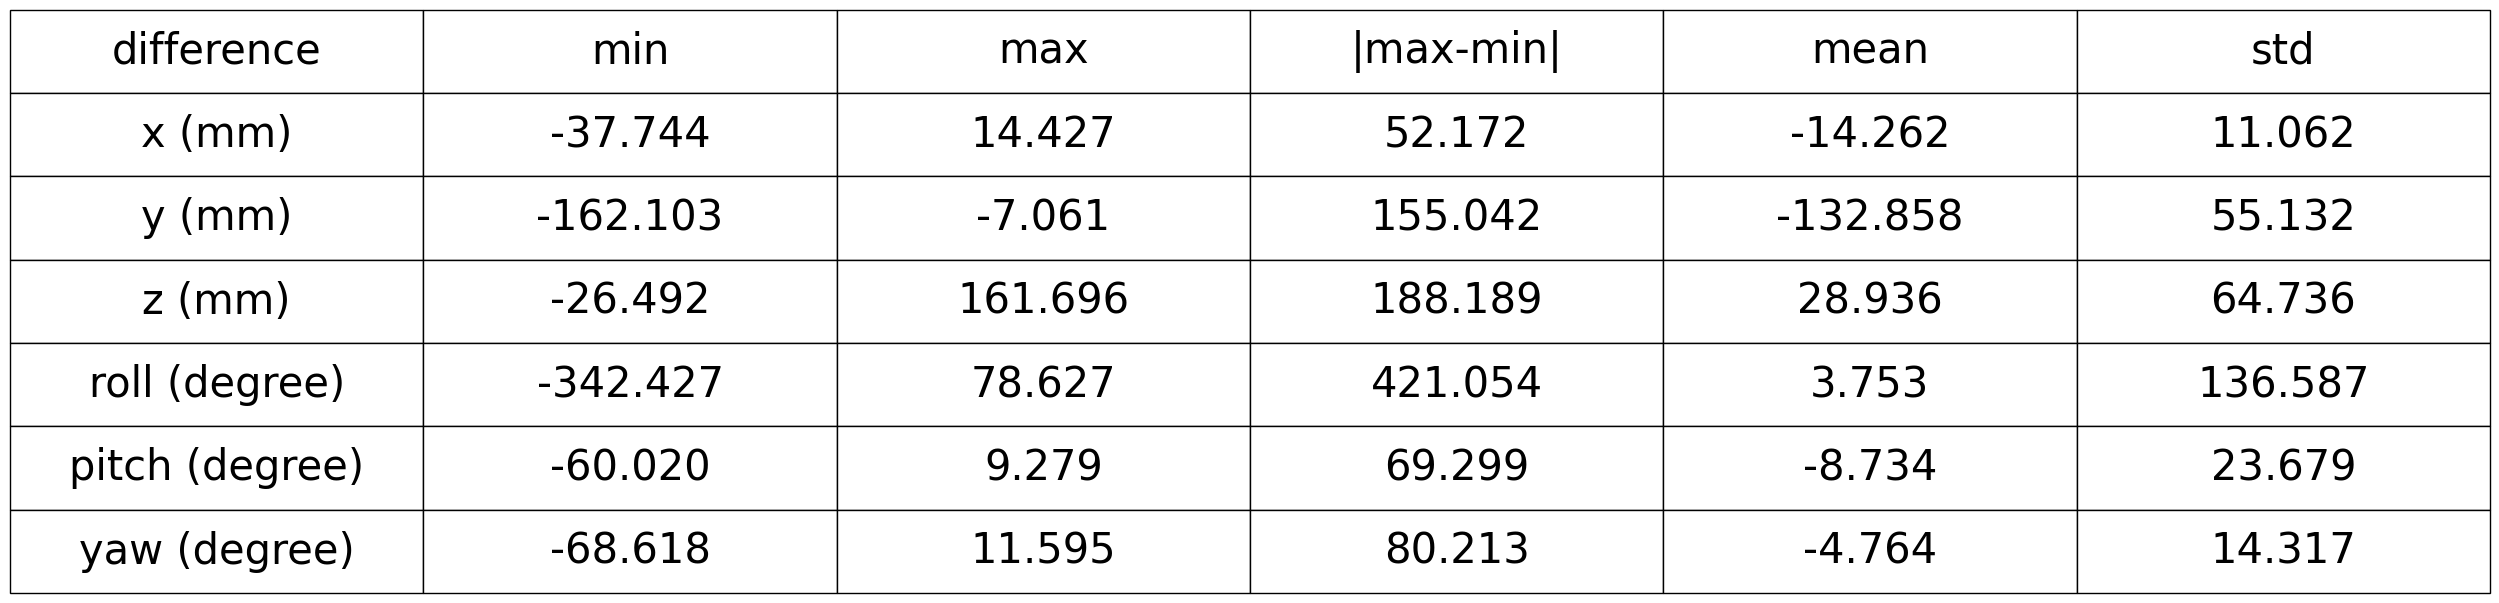 difference min max |max-min| mean std
x (mm) -37.744 14.427 52.172 -14.262 11.062
y (mm) -162.103 -7.061 155.042 -132.858 55.132
z (mm) -26.492 161.696 188.189 28.936 64.736
roll (degree) -342.427 78.627 421.054 3.753 136.587
pitch (degree) -60.020 9.279 69.299 -8.734 23.679
yaw (degree) -68.618 11.595 80.213 -4.764 14.317